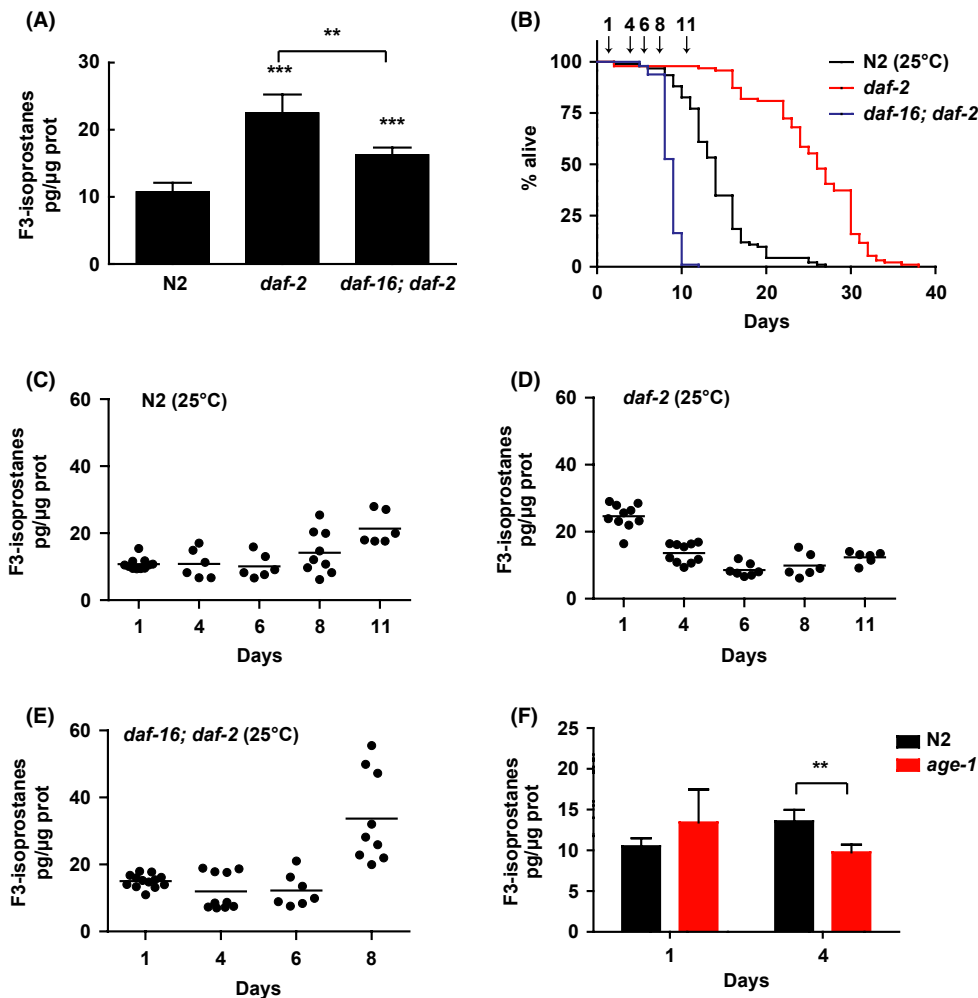 (A)
**
***
***
30
20
10
0
F3-isoprostanes
pg/µg prot
N2
daf-2
daf-16; daf-2
(B)
1 4 6 8 11
N2 (25°C)
daf-2
daf-16; daf-2
100
75
50
25
0
% alive
0 10 20 30 40
Days
(C)
N2 (25°C)
60
40
20
0
F3-isoprostanes
pg/µg prot
1 4 6 8 11
Days
(D)
daf-2 (25°C)
60
40
20
0
F3-isoprostanes
pg/µg prot
1 4 6 8 11
Days
(E)
daf-16; daf-2 (25°C)
60
40
20
0
F3-isoprostanes
pg/µg prot
1 4 6 8
Days
(F)
N2
age-1
**
25
20
15
10
5
0
F3-isoprostanes
pg/µg prot
1 4
Days